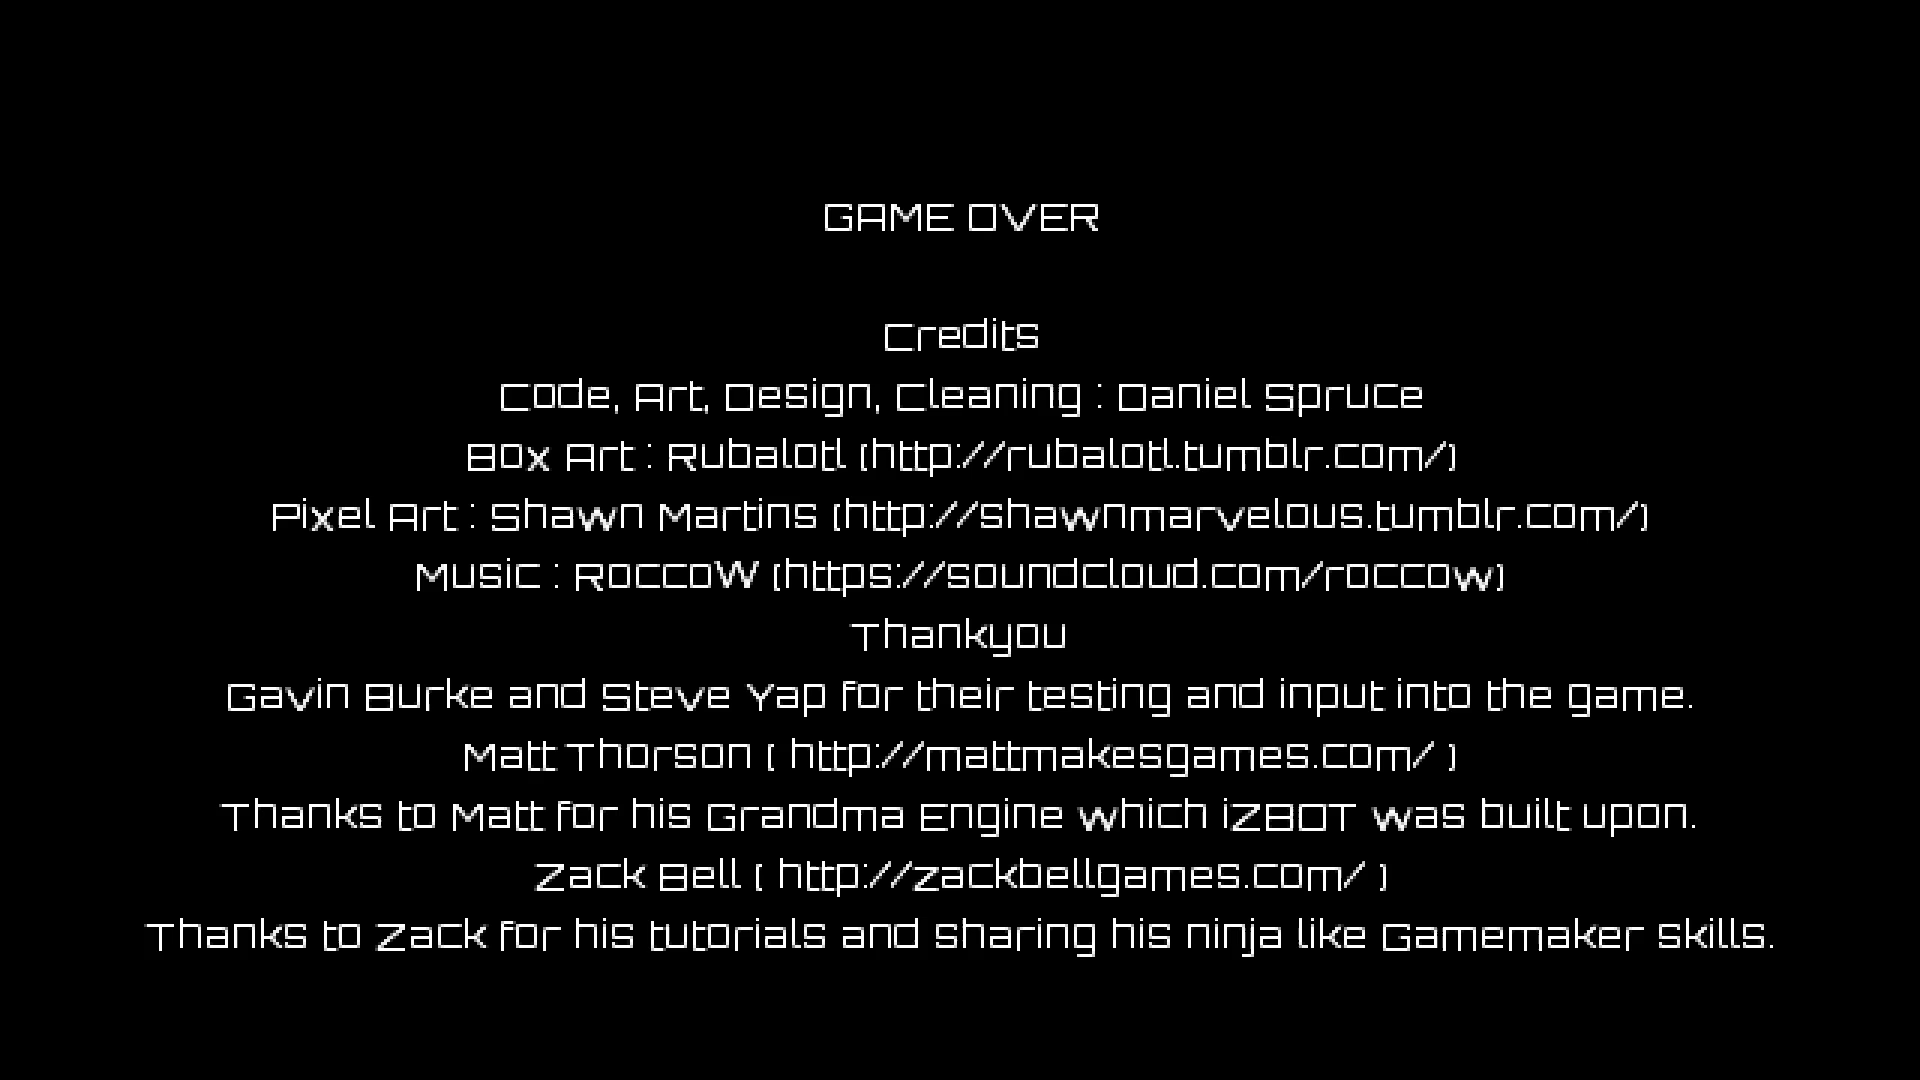 GAME OVER
Credits
Code, Art, Design, Cleaning : Daniel Spruce
Box Art : Rubalotl (http://rubalotl.tumblr.com/)
Pixel Art : Shawn Martins (http://shawnmarvelous.tumblr.com/)
Music : RoccoW (https://soundcloud.com/roccow)
Thankyou
Gavin Burke and Steve Yap for their testing and input into the game.
Matt Thorson ( http://mattmakesgames.com/ )
Thanks to Matt for his Grandma Engine which iZBOT was built upon.
Zack Bell ( http://zackbellgames.com/ )
Thanks to Zack for his tutorials and sharing his ninja like Gamemaker skills.